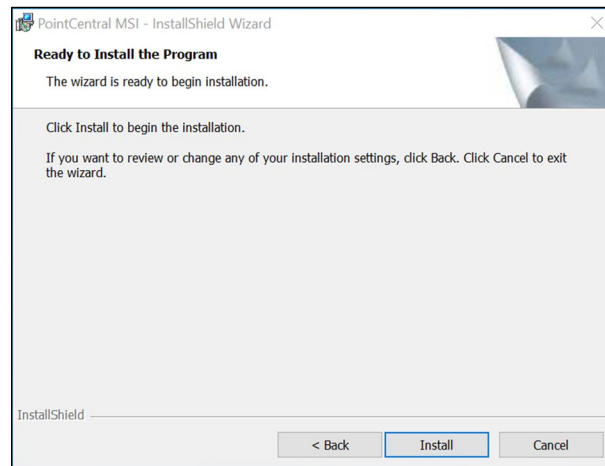 PointCentral MSI - InstallShield Wizard
Ready to Install the Program
The wizard is ready to begin installation.
Click Install to begin the installation.
If you want to review or change any of your installation settings, click Back. Click Cancel to exit
the wizard.
InstallShield
< Back Install Cancel